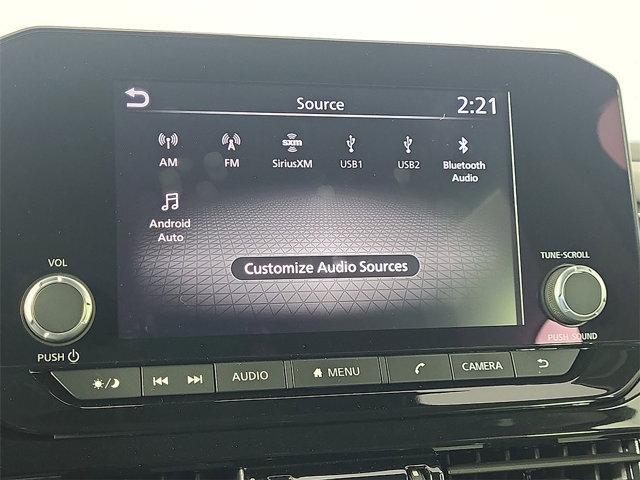 Source
2:21
AM
FM
sxm
SiriusXM
USB1
USB2
Bluetooth
Audio
Android
Auto
Customize Audio Sources
VOL
PUSH
TUNE·SCROLL
PUSH SOUND
AUDIO
MENU
CAMERA